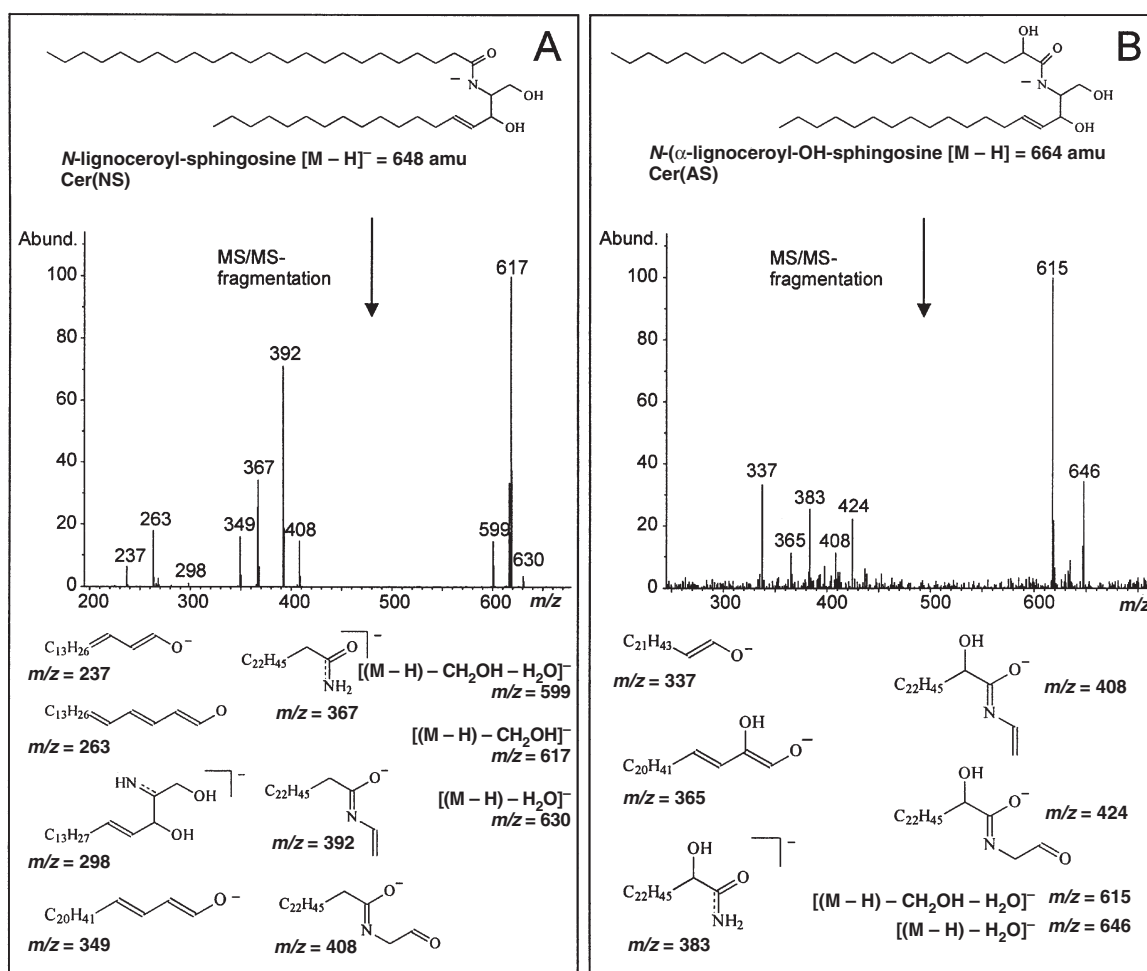 A
O
N
−
OH
OH
N-lignoceroyl-sphingosine [M – H]⁻ = 648 amu
Cer(NS)
Abund.
MS/MS-
fragmentation
100
80
60
40
20
0
617
392
367
349
408
263
237
298
599
630
200
300
400
500
600
m/z
C₁₃H₂₆
O⁻
m/z = 237
C₁₃H₂₆
O
m/z = 263
HN
−
OH
C₁₃H₂₇
OH
m/z = 298
C₂₀H₄₁
O⁻
m/z = 349
C₂₂H₄₅
O
−
NH₂
m/z = 367
O⁻
C₂₂H₄₅
N
m/z = 392
O⁻
C₂₂H₄₅
N
O
m/z = 408
[(M – H) – CH₂OH – H₂O]⁻
m/z = 599
[(M – H) – CH₂OH]⁻
m/z = 617
[(M – H) – H₂O]⁻
m/z = 630
B
OH
O
N
−
OH
OH
N-(α-lignoceroyl-OH-sphingosine [M – H] = 664 amu
Cer(AS)
Abund.
MS/MS-
fragmentation
100
80
60
40
20
0
615
646
337
383
424
365
408
300
400
500
600
m/z
C₂₁H₄₃
O⁻
m/z = 337
OH
C₂₀H₄₁
O⁻
m/z = 365
OH
−
C₂₂H₄₅
O
NH₂
m/z = 383
OH
O⁻
C₂₂H₄₅
N
m/z = 408
OH
O⁻
C₂₂H₄₅
N
O
m/z = 424
[(M – H) – CH₂OH – H₂O]⁻ m/z = 615
[(M – H) – H₂O]⁻ m/z = 646